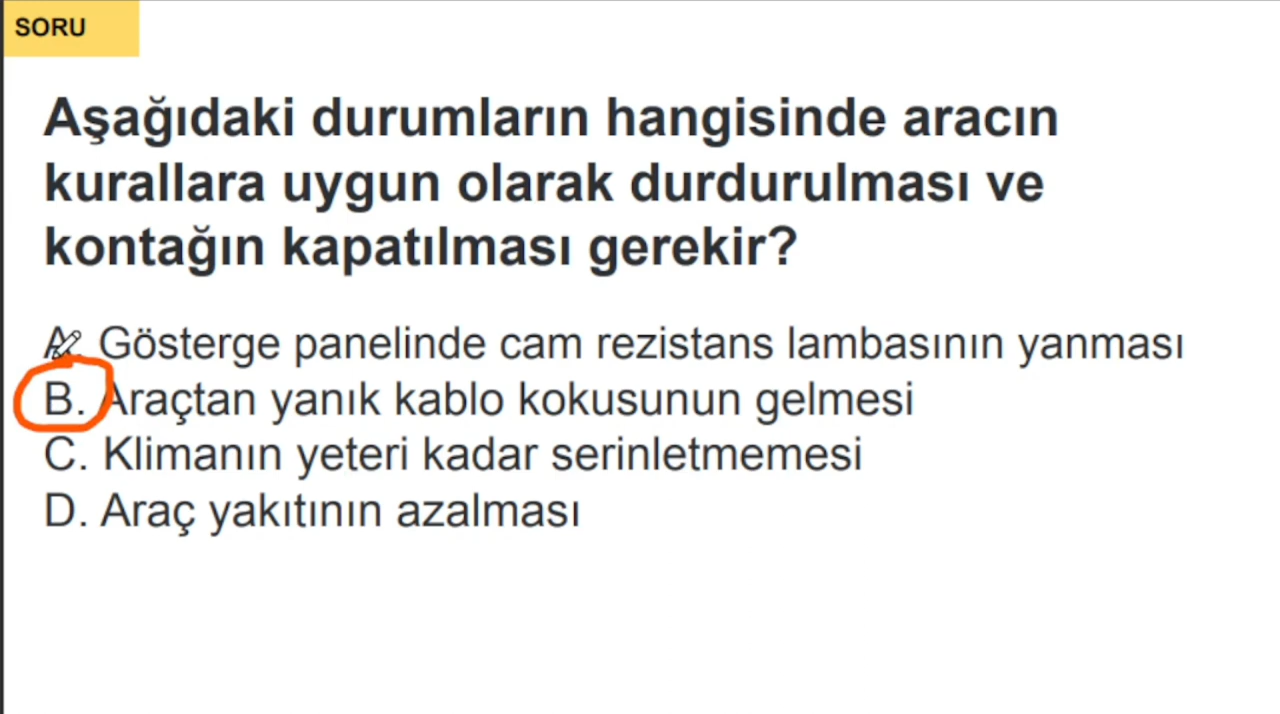 SORU
Aşağıdaki durumların hangisinde aracın
kurallara uygun olarak durdurulması ve
kontağın kapatılması gerekir?
A. Gösterge panelinde cam rezistans lambasının yanması
B. Araçtan yanık kablo kokusunun gelmesi
C. Klimanın yeteri kadar serinletmemesi
D. Araç yakıtının azalması